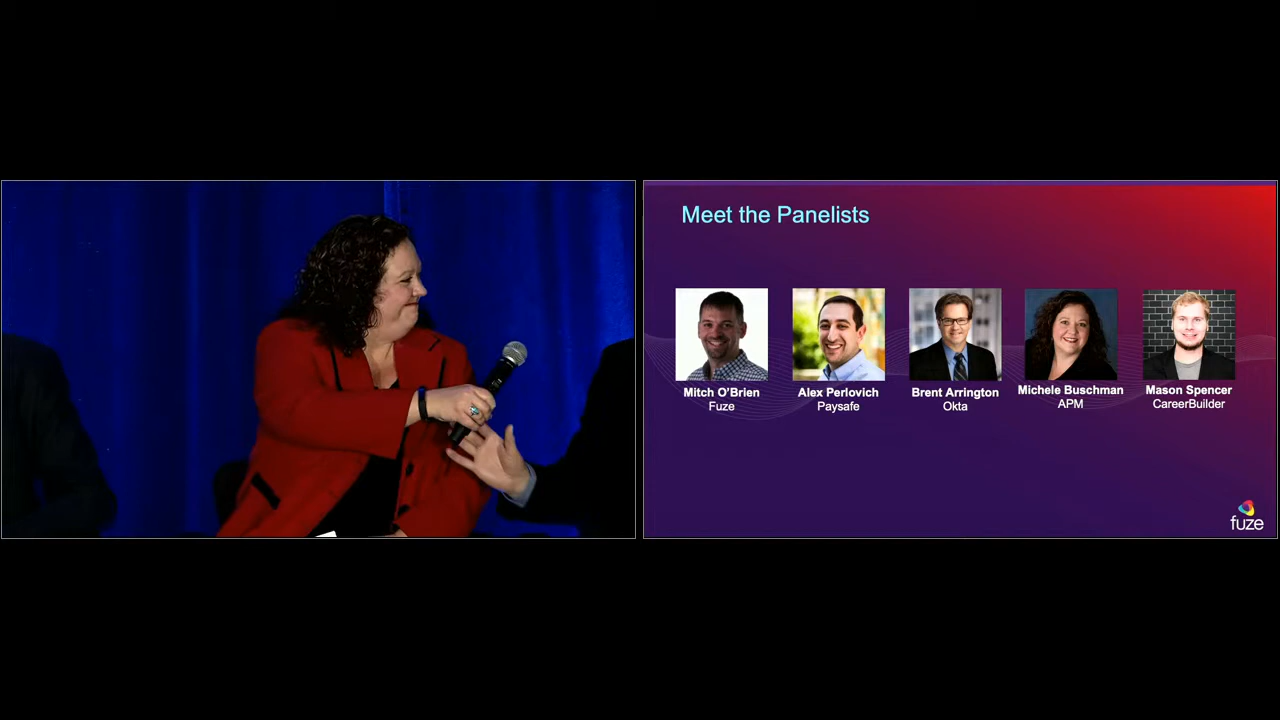 Meet the Panelists
Mitch O'Brien
Fuze
Alex Perlovich
Paysafe
Brent Arrington
Okta
Michele Buschman
APM
Mason Spencer
CareerBuilder
fuze